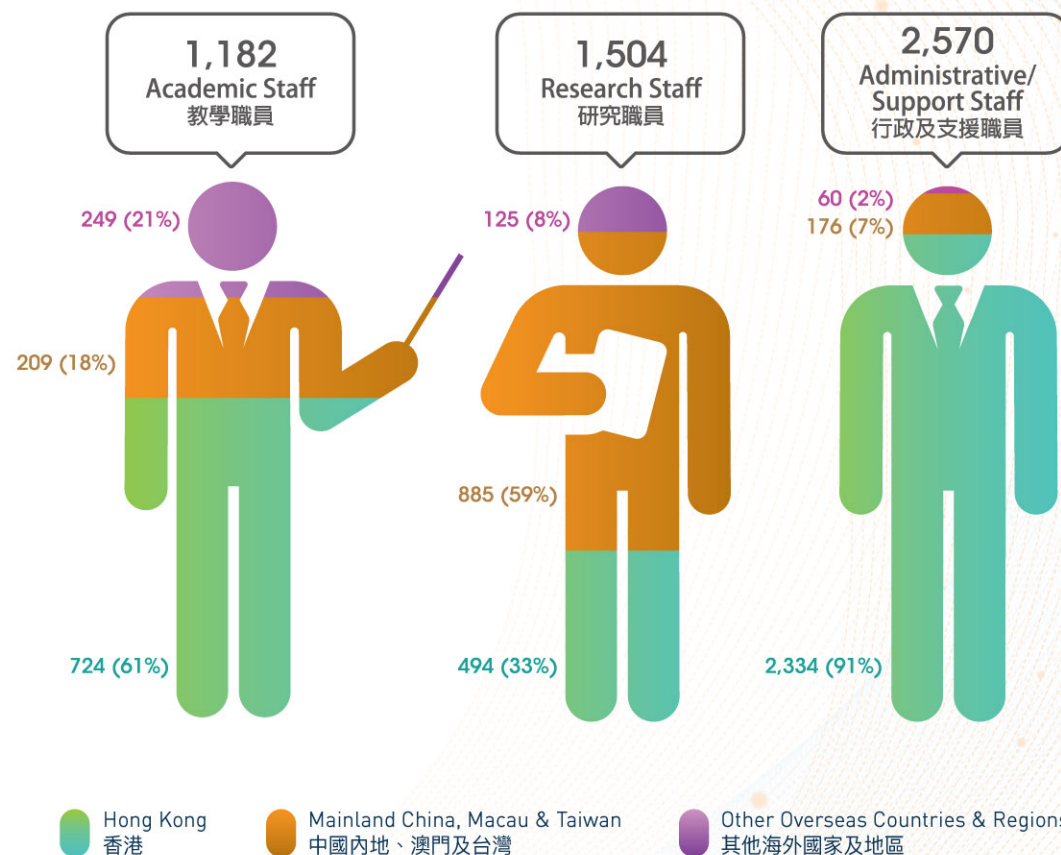 1,182
Academic Staff
教學職員
1,504
Research Staff
研究職員
2,570
Administrative/
Support Staff
行政及支援職員
249 (21%)
209 (18%)
724 (61%)
125 (8%)
885 (59%)
494 (33%)
60 (2%)
176 (7%)
2,334 (91%)
Hong Kong
香港
Mainland China, Macau & Taiwan
中國內地、澳門及台灣
Other Overseas Countries & Regions
其他海外國家及地區